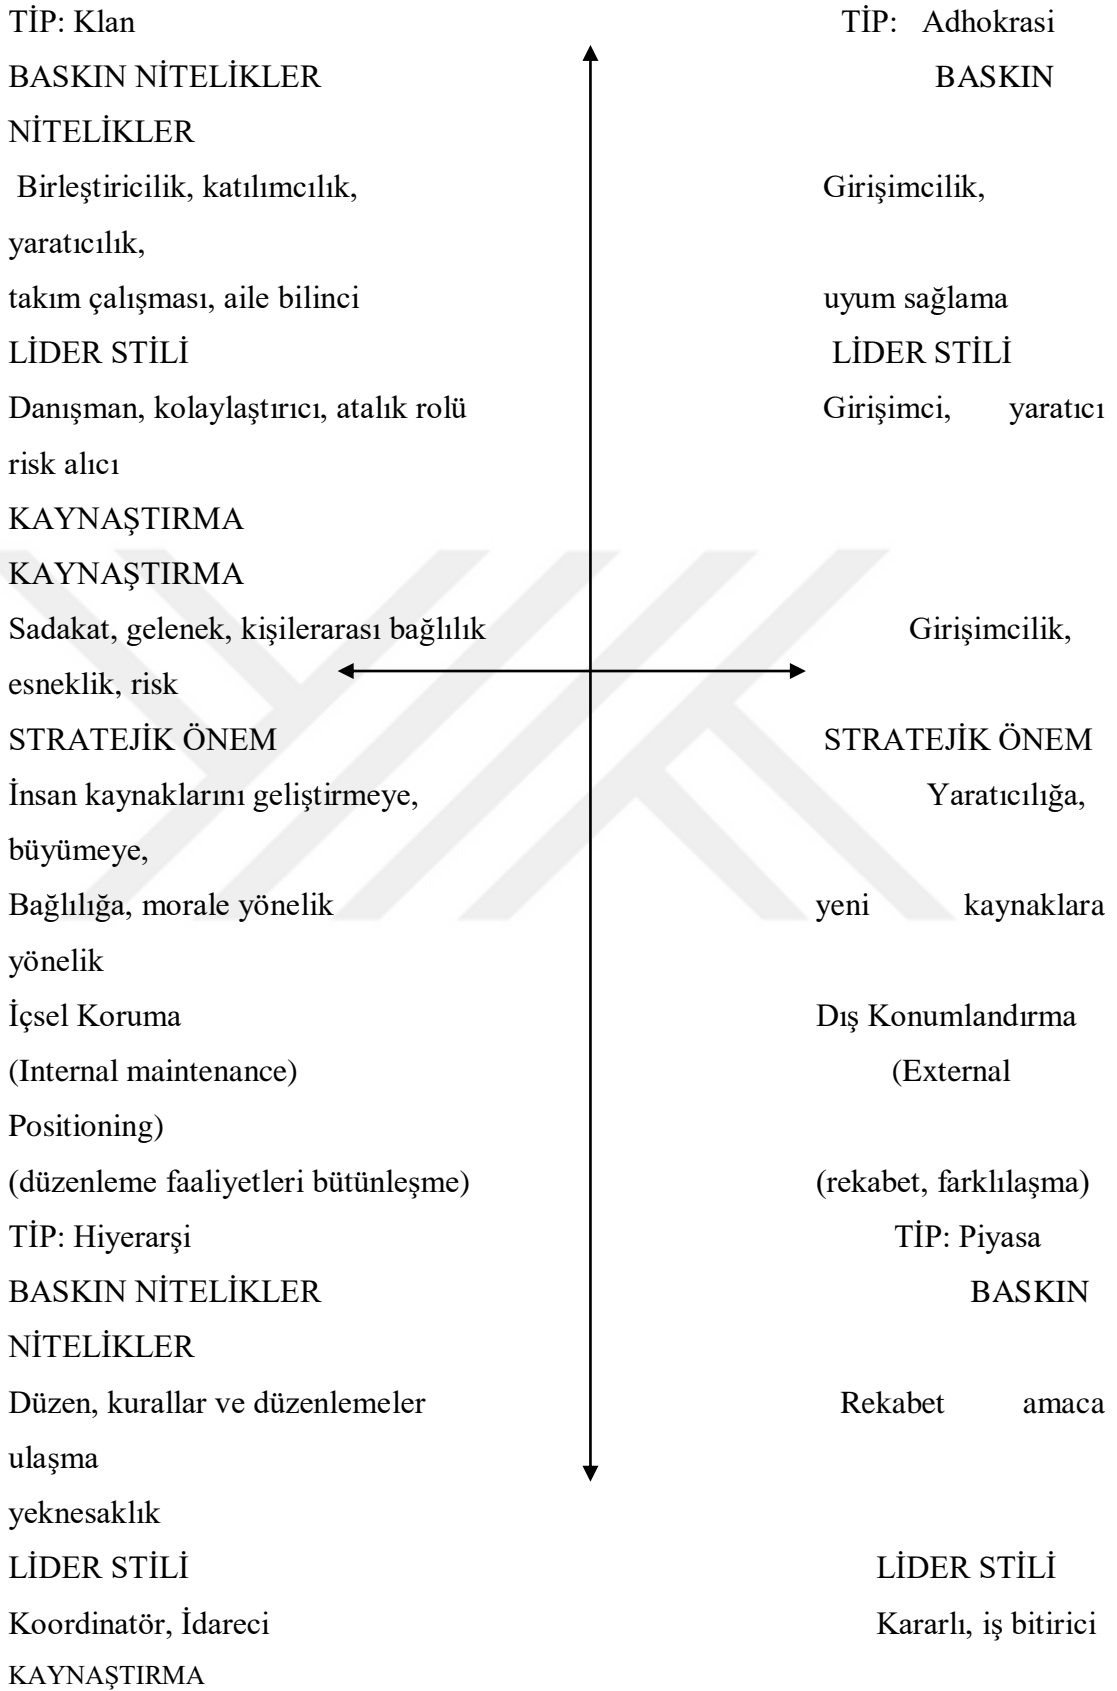 TİP: Klan TİP: Adhokrasi
BASKIN NİTELİKLER BASKIN
NİTELİKLER
Birleştiricilik, katılımcılık, Girişimcilik,
yaratıcılık,
takım çalışması, aile bilinci uyum sağlama
LİDER STİLİ LİDER STİLİ
Danışman, kolaylaştırıcı, atalık rolü Girişimci, yaratıcı
risk alıcı
KAYNAŞTIRMA
KAYNAŞTIRMA
Sadakat, gelenek, kişilerarası bağlılık Girişimcilik,
esneklik, risk
STRATEJİK ÖNEM STRATEJİK ÖNEM
İnsan kaynaklarını geliştirmeye, Yaratıcılığa,
büyümeye,
Bağlılığa, morale yönelik yeni kaynaklara
yönelik
İçsel Koruma Dış Konumlandırma
(Internal maintenance) (External
Positioning)
(düzenleme faaliyetleri bütünleşme) (rekabet, farklılaşma)
TİP: Hiyerarşi TİP: Piyasa
BASKIN NİTELİKLER BASKIN
NİTELİKLER
Düzen, kurallar ve düzenlemeler Rekabet amaca
ulaşma
yeknesaklık
LİDER STİLİ LİDER STİLİ
Koordinatör, İdareci Kararlı, iş bitirici
KAYNAŞTIRMA